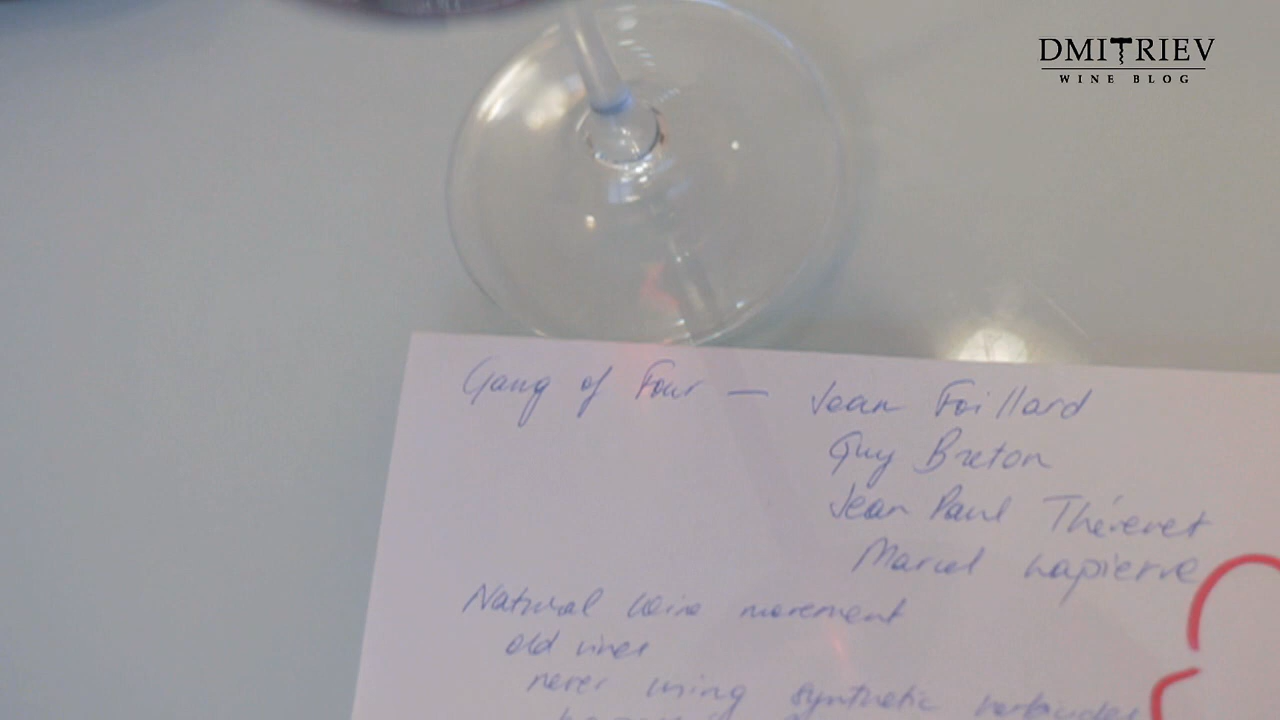 DMITRIEV
WINE BLOG
Gang of Four — Jean Foillard
Guy Breton
Jean Paul Thévenet
Marcel Lapierre
Natural wine movement
old vines
never using synthetic herbicides